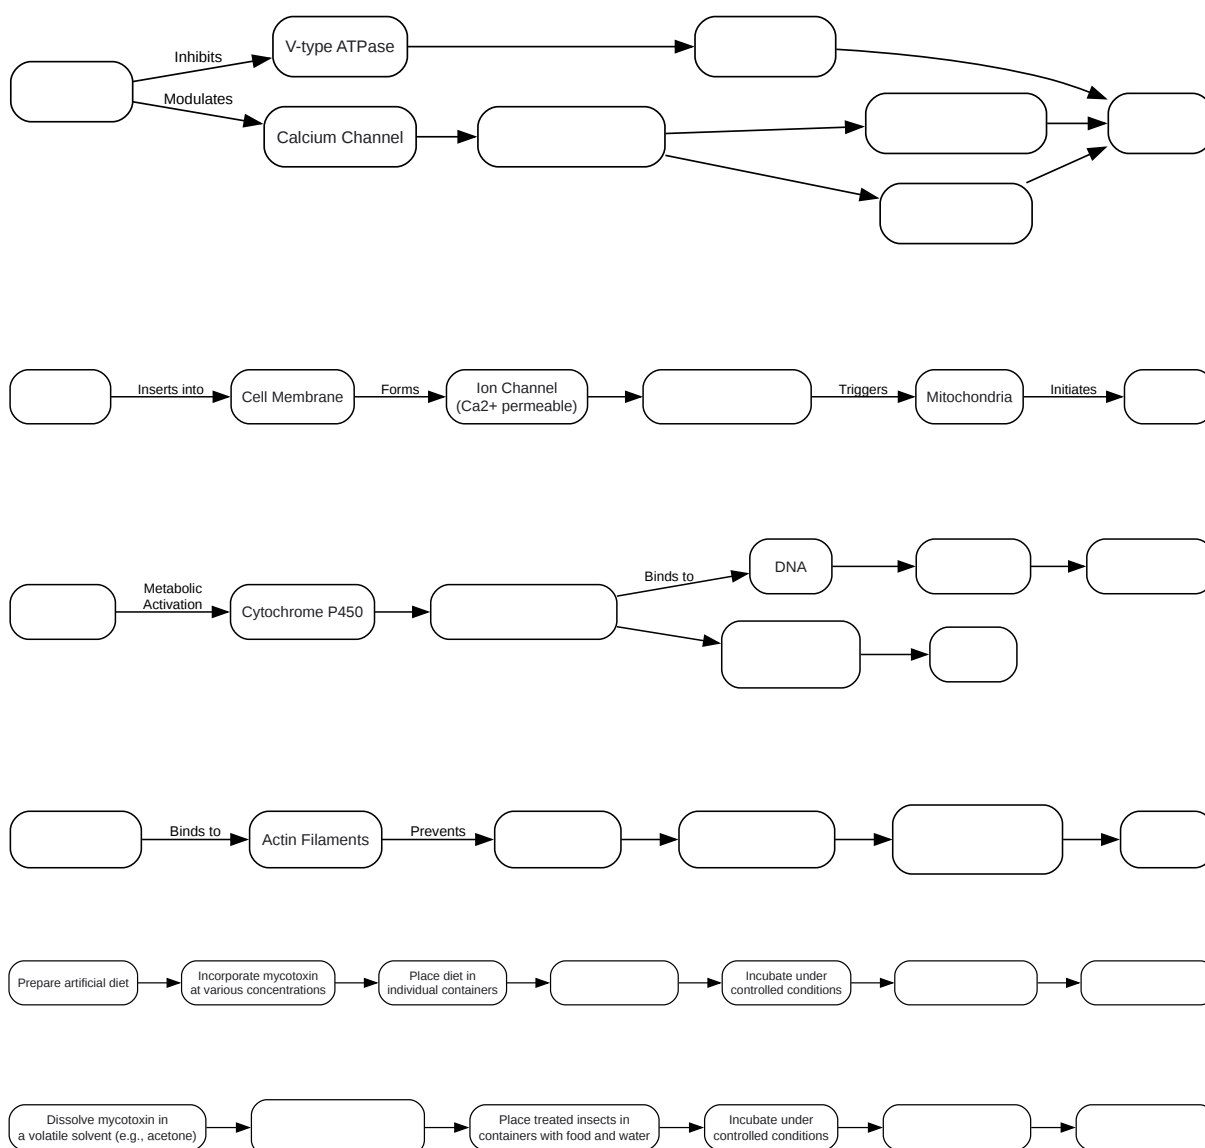 Inhibits
V-type ATPase
Modulates
Calcium Channel
Inserts into
Cell Membrane
Forms
Ion Channel
(Ca2+ permeable)
Triggers
Mitochondria
Initiates
Metabolic
Activation
Cytochrome P450
Binds to
DNA
Binds to
Actin Filaments
Prevents
Prepare artificial diet
Incorporate mycotoxin
at various concentrations
Place diet in
individual containers
Incubate under
controlled conditions
Dissolve mycotoxin in
a volatile solvent (e.g., acetone)
Place treated insects in
containers with food and water
Incubate under
controlled conditions